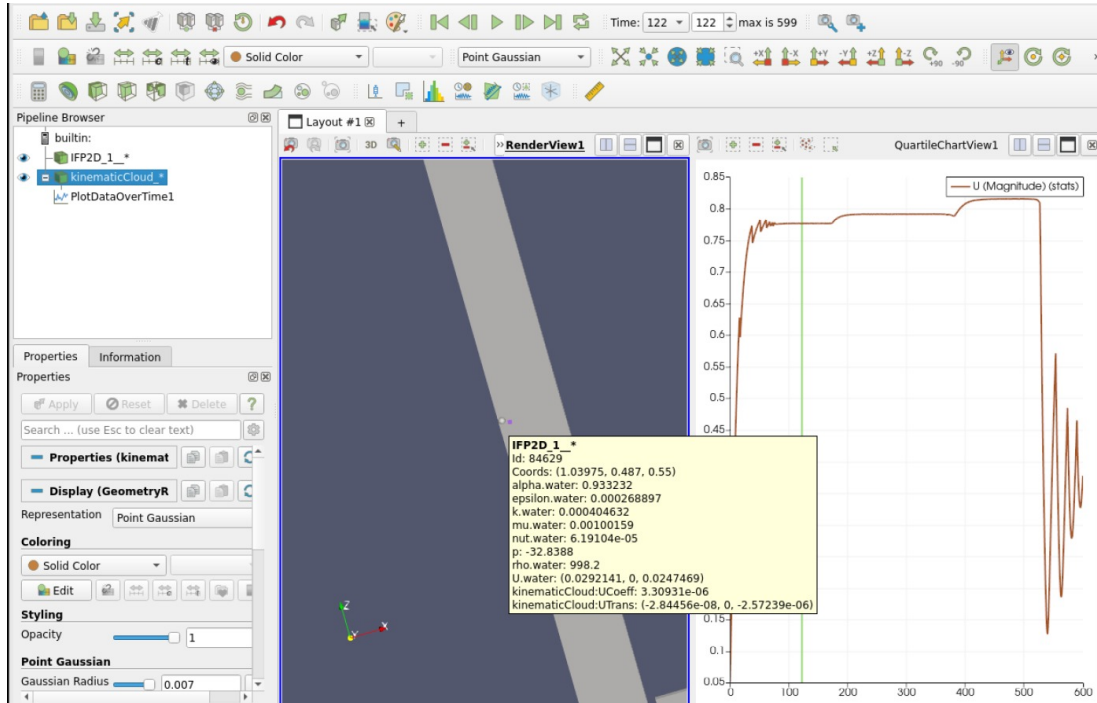 Time: 122 122 max is 599
Solid Color Point Gaussian +X -X +Y -Y +Z -Z +90 -90
Pipeline Browser
builtin:
IFP2D_1__*
kinematicCloud_*
PlotDataOverTime1
Layout #1 +
3D RenderView1
QuartileChartView1
Properties Information
Properties
Apply Reset Delete ?
Search ... (use Esc to clear text)
Properties (kinemat
Display (GeometryR
Representation Point Gaussian
Coloring
Solid Color
Edit
Styling
Opacity 1
Point Gaussian
Gaussian Radius 0.007
IFP2D_1__*
Id: 84629
Coords: (1.03975, 0.487, 0.55)
alpha.water: 0.933232
epsilon.water: 0.000268897
k.water: 0.000404632
mu.water: 0.00100159
nut.water: 6.19104e-05
p: -32.8388
rho.water: 998.2
U.water: (0.0292141, 0, 0.0247469)
kinematicCloud:UCoeff: 3.30931e-06
kinematicCloud:UTrans: (-2.84456e-08, 0, -2.57239e-06)
Z
Y
X
U (Magnitude) (stats)
0.85
0.8
0.75
0.7
0.65
0.6
0.55
0.5
0.45
0.15
0.1
0.05
0 100 200 300 400 500 600